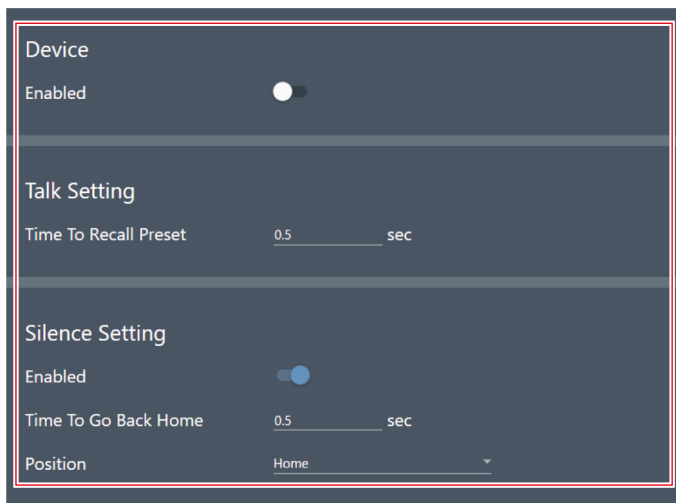 Device
Enabled
Talk Setting
Time To Recall Preset 0.5 sec
Silence Setting
Enabled
Time To Go Back Home 0.5 sec
Position Home